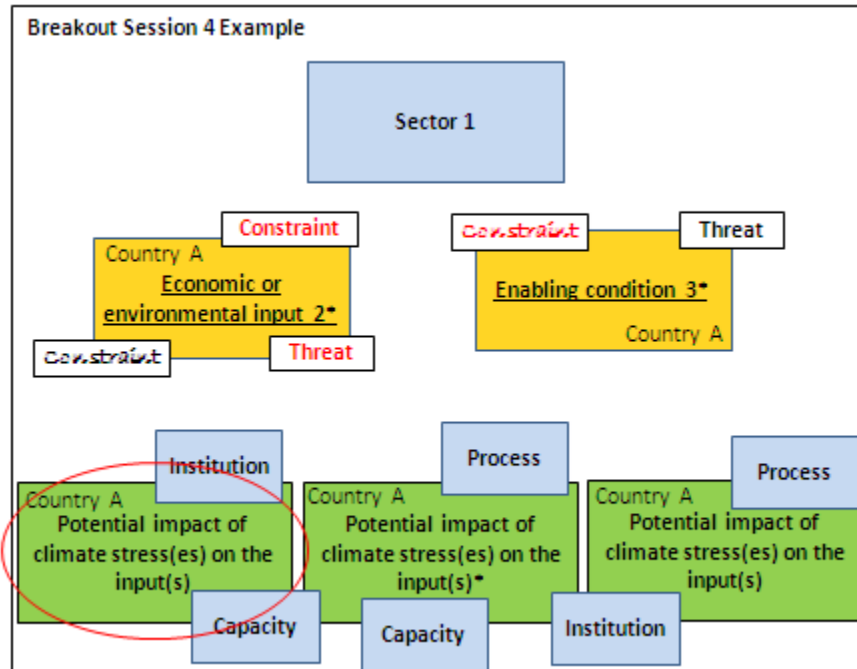 Breakout Session 4 Example
Sector 1
Constraint
Country A
Economic or
environmental input 2*
Constraint
Threat
Constraint
Threat
Enabling condition 3*
Country A
Institution
Country A
Potential impact of
climate stress(es) on the
input(s)
Capacity
Process
Country A
Potential impact of
climate stress(es) on the
input(s)*
Capacity
Process
Country A
Potential impact of
climate stress(es) on the
input(s)
Institution